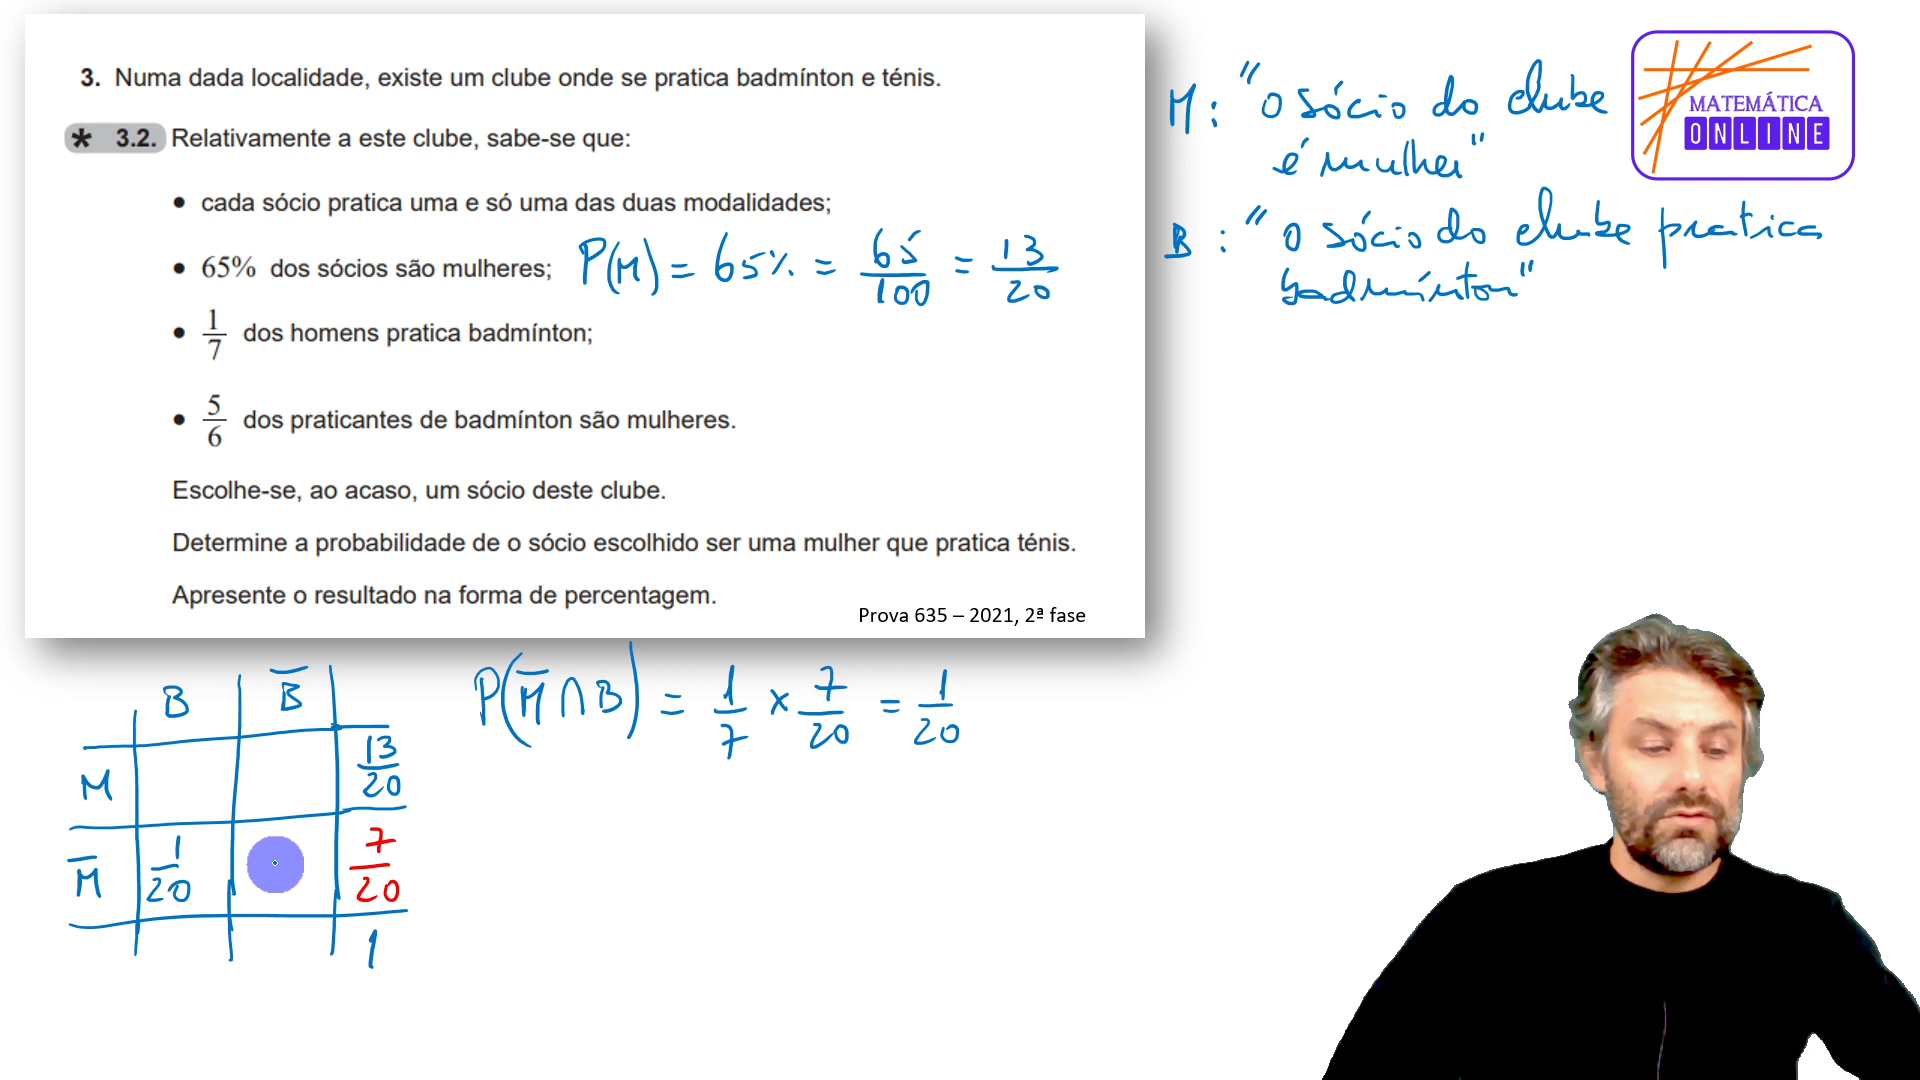 3. Numa dada localidade, existe um clube onde se pratica badmínton e ténis.
* 3.2. Relativamente a este clube, sabe-se que:
• cada sócio pratica uma e só uma das duas modalidades;
• 65% dos sócios são mulheres; P(M) = 65% = 65/100 = 13/20
• 1/7 dos homens pratica badmínton;
• 5/6 dos praticantes de badmínton são mulheres.
Escolhe-se, ao acaso, um sócio deste clube.
Determine a probabilidade de o sócio escolhido ser uma mulher que pratica ténis.
Apresente o resultado na forma de percentagem.
Prova 635 – 2021, 2ª fase
M: "o sócio do clube
é mulher"
B: "o sócio do clube pratica
badmínton"
MATEMÁTICA
ONLINE
B B̅
M 13/20
M̅ 1/20 7/20
1
P(M̅ ∩ B) = 1/7 × 7/20 = 1/20